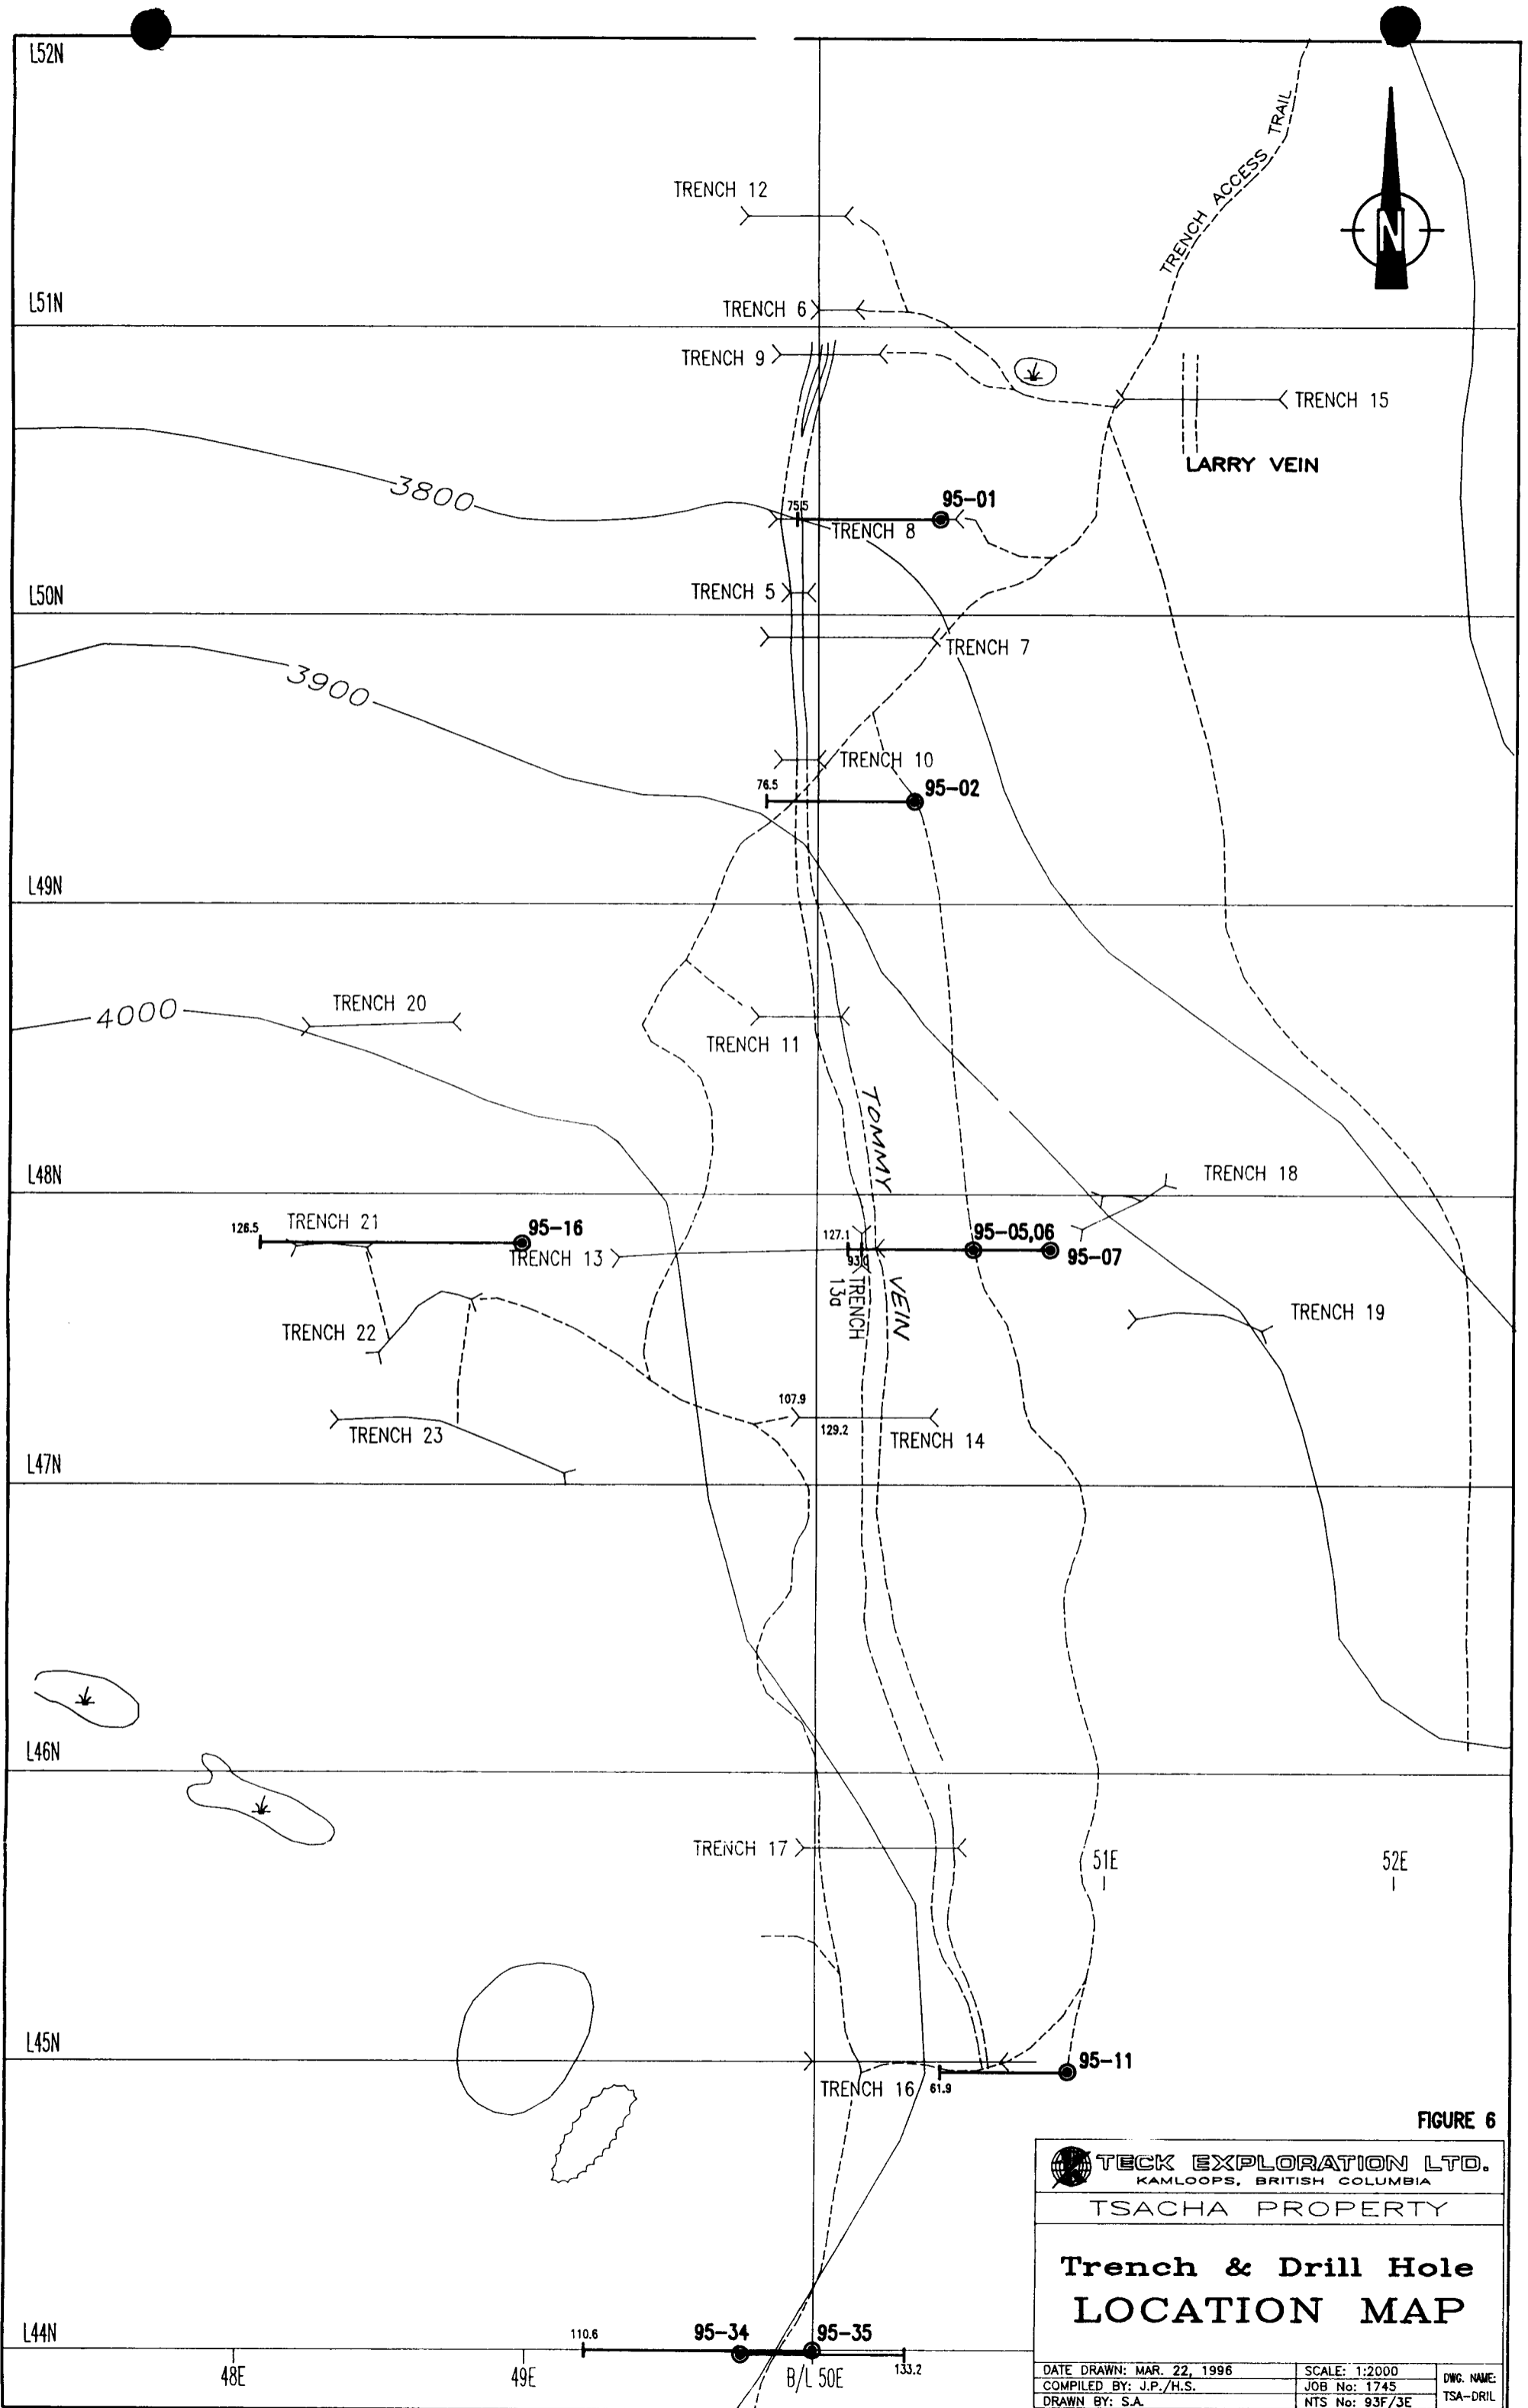 L52N
TRENCH ACCESS TRAIL
TRENCH 12
N
L51N
TRENCH 6
TRENCH 9
TRENCH 15
LARRY VEIN
3800
75.5
95-01
TRENCH 8
L50N
TRENCH 5
TRENCH 7
3900
TRENCH 10
76.5
95-02
L49N
4000
TRENCH 20
TRENCH 11
TOMMY VEIN
L48N
TRENCH 18
126.5
TRENCH 21
95-16
TRENCH 13
127.1
93.0
95-05,06
95-07
TRENCH 13a
TRENCH 22
TRENCH 19
107.9
129.2
TRENCH 23
TRENCH 14
L47N
L46N
TRENCH 17
51E
52E
L45N
95-11
TRENCH 16
61.9
FIGURE 6
TECK EXPLORATION LTD.
KAMLOOPS, BRITISH COLUMBIA
TSACHA PROPERTY
Trench & Drill Hole
LOCATION MAP
L44N
110.6
95-34
95-35
133.2
48E
49E
B/L 50E
DATE DRAWN: MAR. 22, 1996
SCALE: 1:2000
DWG. NAME:
COMPILED BY: J.P./H.S.
JOB No: 1745
TSA-DRIL
DRAWN BY: S.A.
NTS No: 93F/3E